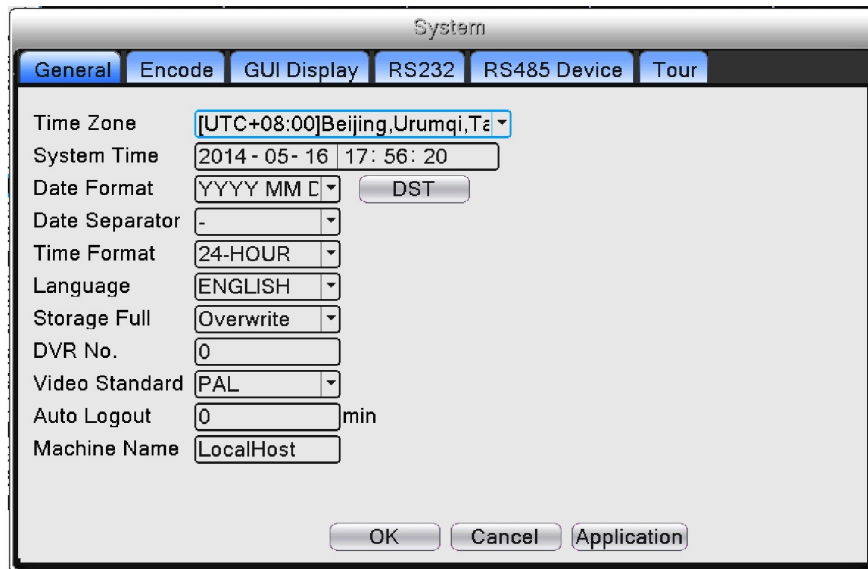 System
General Encode GUI Display RS232 RS485 Device Tour
Time Zone [UTC+08:00]Beijing,Urumqi,Ta
System Time 2014-05-16 17:56:20
Date Format YYYY MM D DST
Date Separator -
Time Format 24-HOUR
Language ENGLISH
Storage Full Overwrite
DVR No. 0
Video Standard PAL
Auto Logout 0 min
Machine Name LocalHost
OK Cancel Application